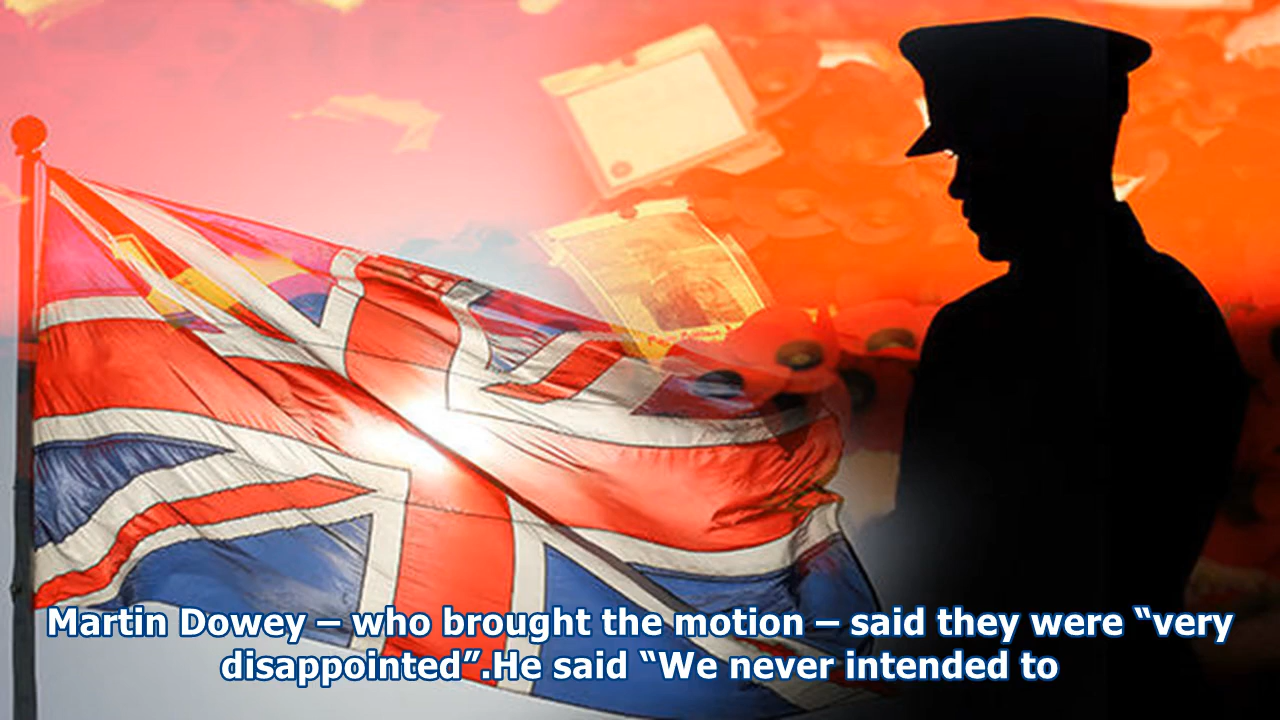 Martin Dowey – who brought the motion – said they were “very
disappointed”.He said “We never intended to